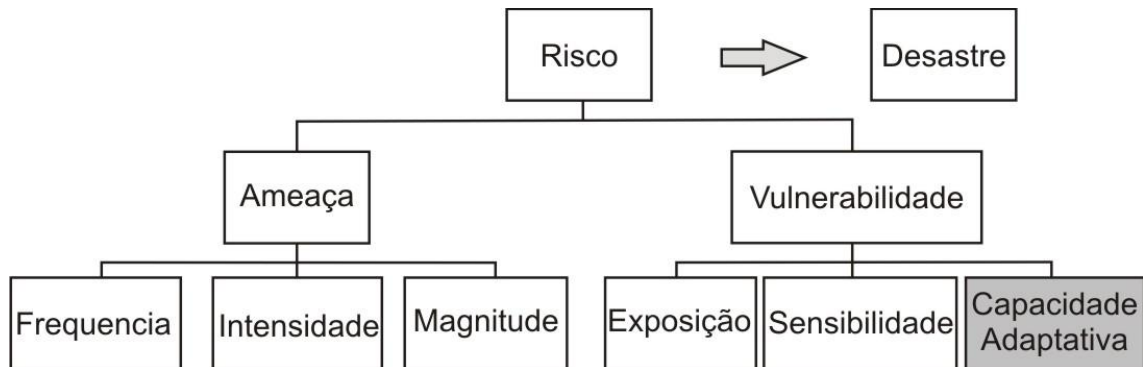 Risco
Desastre
Ameaça
Vulnerabilidade
Frequencia
Intensidade
Magnitude
Exposição
Sensibilidade
Capacidade
Adaptativa